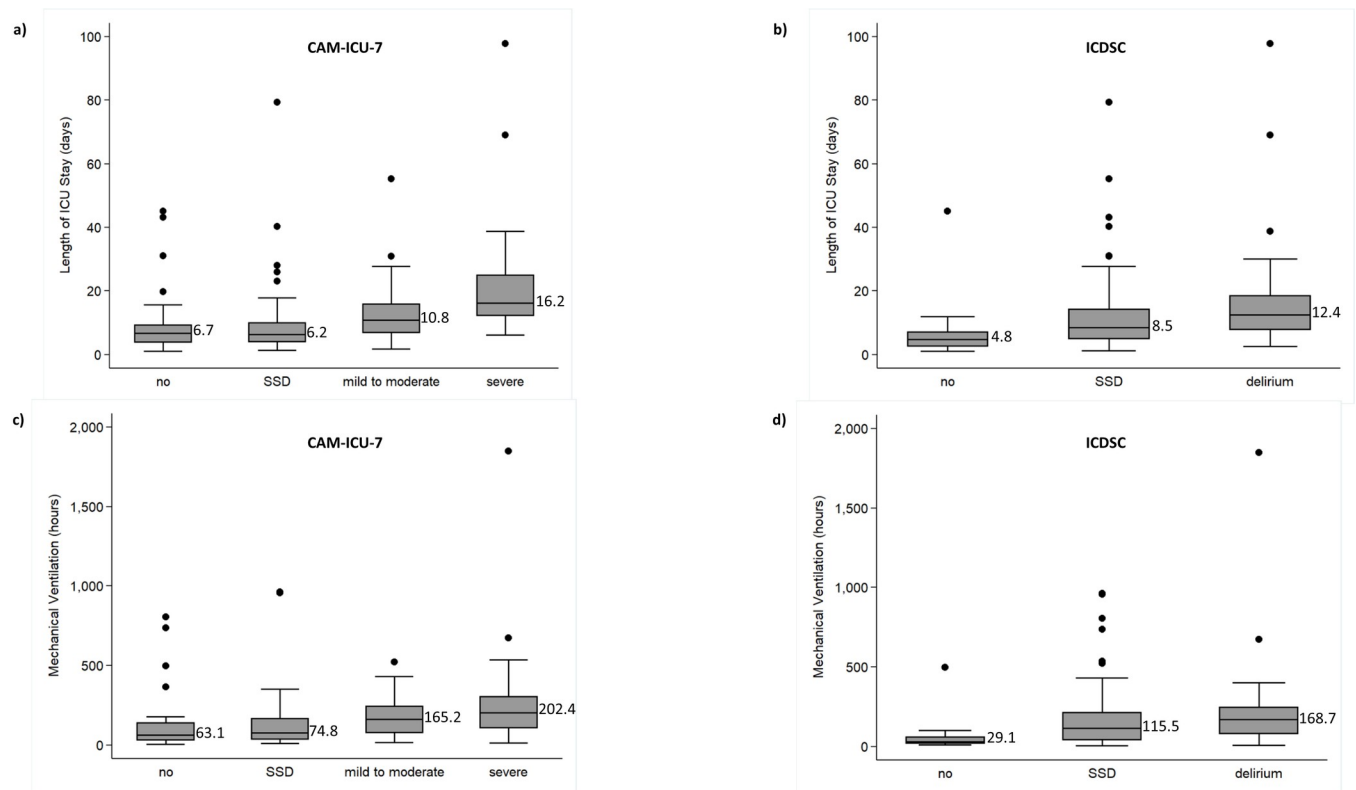 a)
CAM-ICU-7
Length of ICU Stay (days)
100
80
60
40
20
0
6.7
6.2
10.8
16.2
no SSD mild to moderate severe
b)
ICDSC
Length of ICU Stay (days)
100
80
60
40
20
0
4.8
8.5
12.4
no SSD delirium
c)
CAM-ICU-7
Mechanical Ventilation (hours)
2,000
1,500
1,000
500
0
63.1
74.8
165.2
202.4
no SSD mild to moderate severe
d)
ICDSC
Mechanical Ventilation (hours)
2,000
1,500
1,000
500
0
29.1
115.5
168.7
no SSD delirium